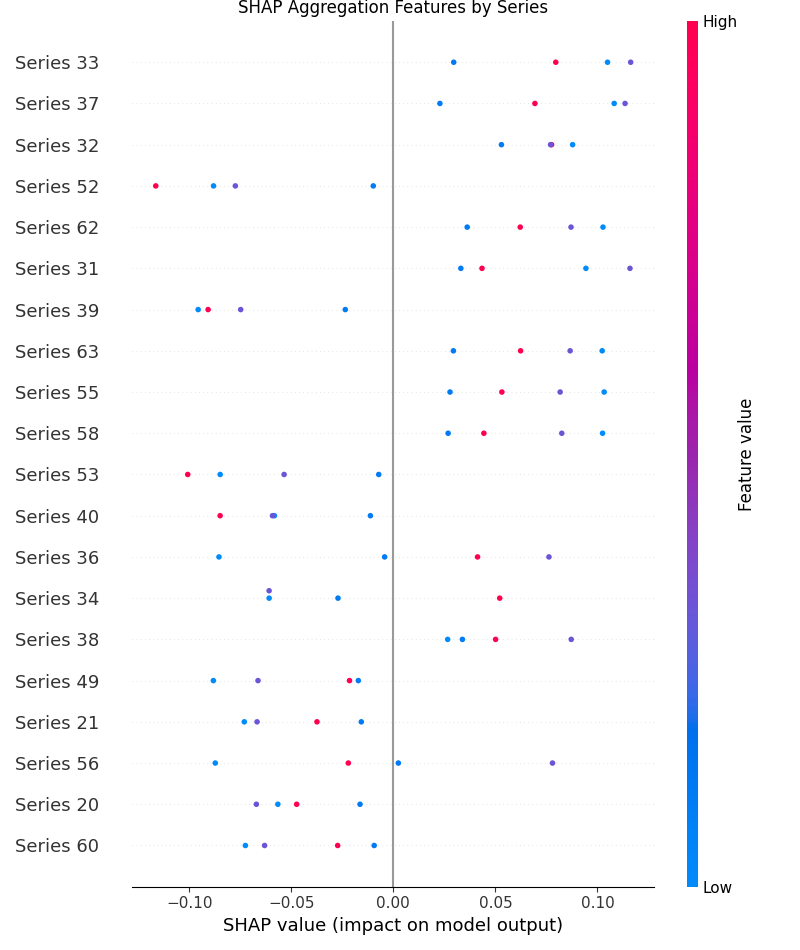 SHAP Aggregation Features by Series
High
Series 33
Series 37
Series 32
Series 52
Series 62
Series 31
Series 39
Series 63
Series 55
Series 58
Series 53
Series 40
Series 36
Series 34
Series 38
Series 49
Series 21
Series 56
Series 20
Series 60
Feature value
Low
−0.10 −0.05 0.00 0.05 0.10
SHAP value (impact on model output)